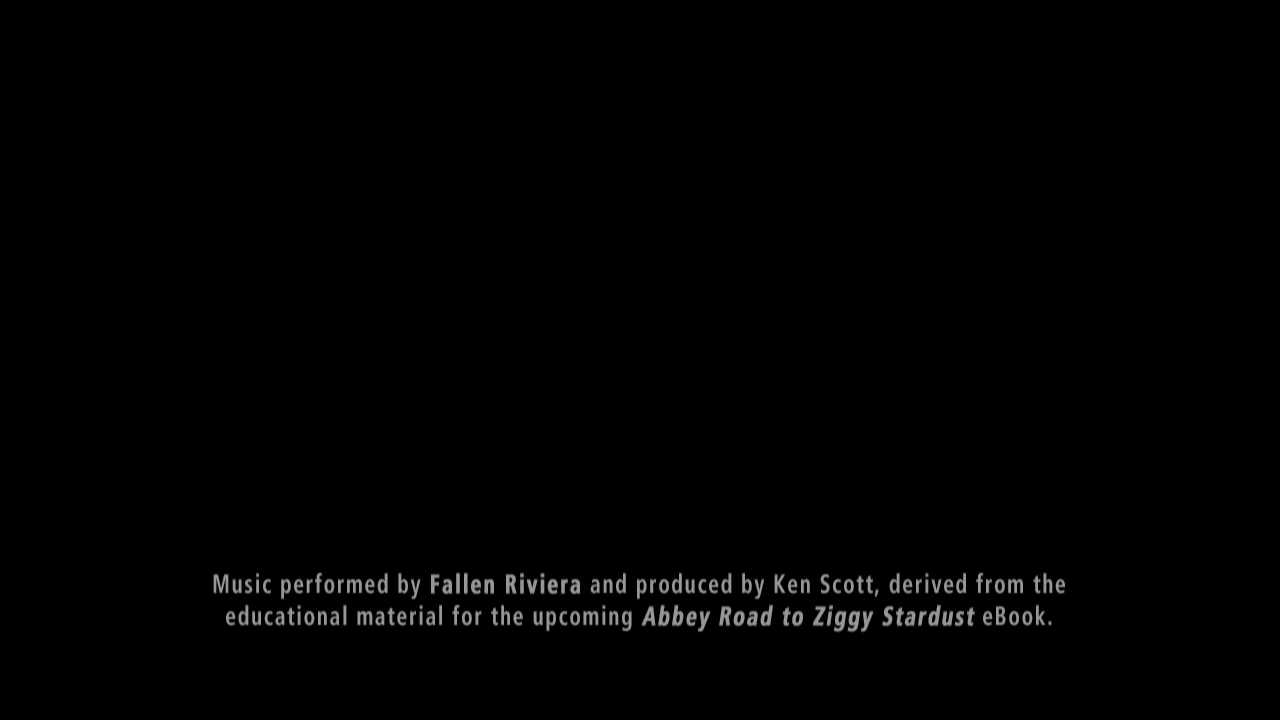 Music performed by Fallen Riviera and produced by Ken Scott, derived from the
educational material for the upcoming Abbey Road to Ziggy Stardust eBook.